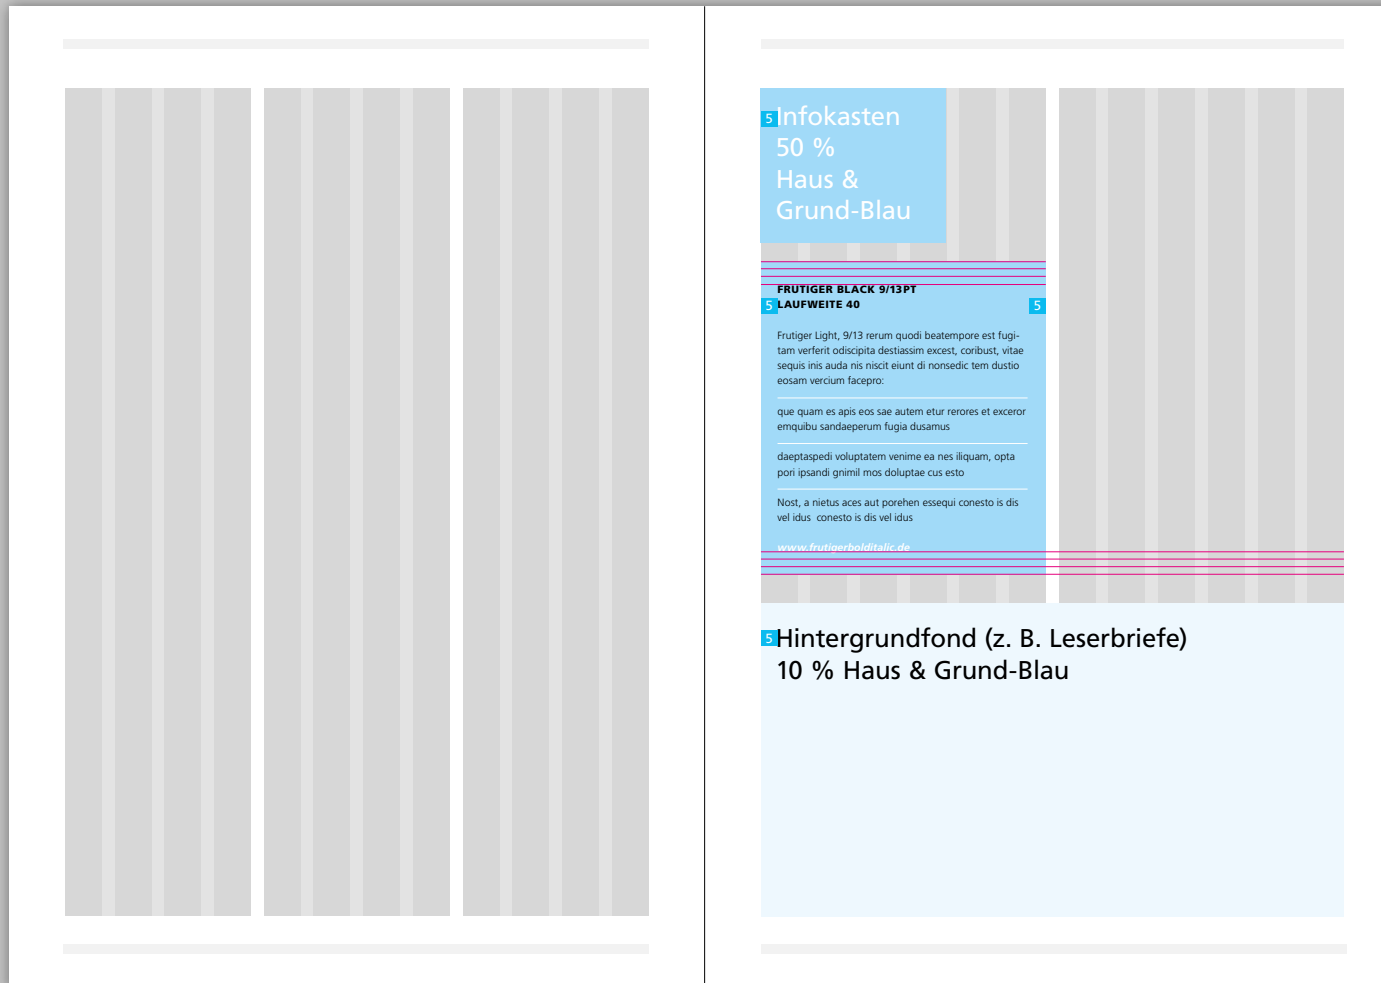 5 Infokasten
50 %
Haus &
Grund-Blau
FRUTIGER BLACK 9/13PT
5 LAUFWEITE 40 5
Frutiger Light, 9/13 rerum quodi beatempore est fugi-
tam verferit odiscipita destiassim excest, coribust, vitae
sequis inis auda nis niscit eiunt di nonsedic tem dustio
eosam vercium facepro:
que quam es apis eos sae autem etur rerores et exceror
emquibu sandaeperum fugia dusamus
daeptaspedi voluptatem venime ea nes iliquam, opta
pori ipsandi gnimil mos doluptae cus esto
Nost, a nietus aces aut porehen essequi conesto is dis
vel idus  conesto is dis vel idus
www.frutigerbolditalic.de
5 Hintergrundfond (z. B. Leserbriefe)
10 % Haus & Grund-Blau